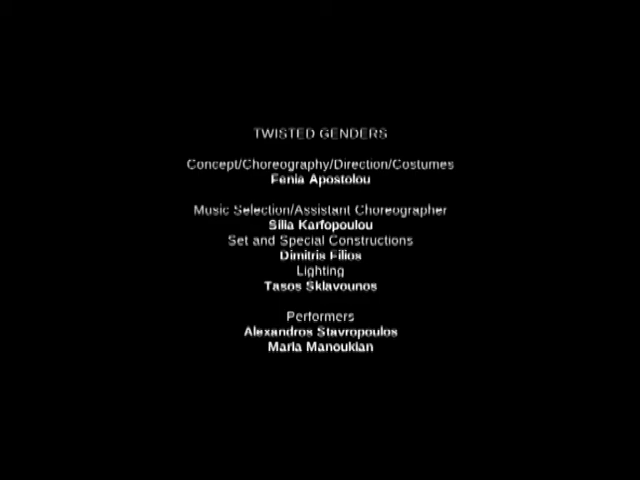 TWISTED GENDERS
Concept/Choreography/Direction/Costumes
Fenia Apostolou
Music Selection/Assistant Choreographer
Silia Karfopoulou
Set and Special Constructions
Dimitris Filios
Lighting
Tasos Sklavounos
Performers
Alexandros Stavropoulos
Maria Manoukian